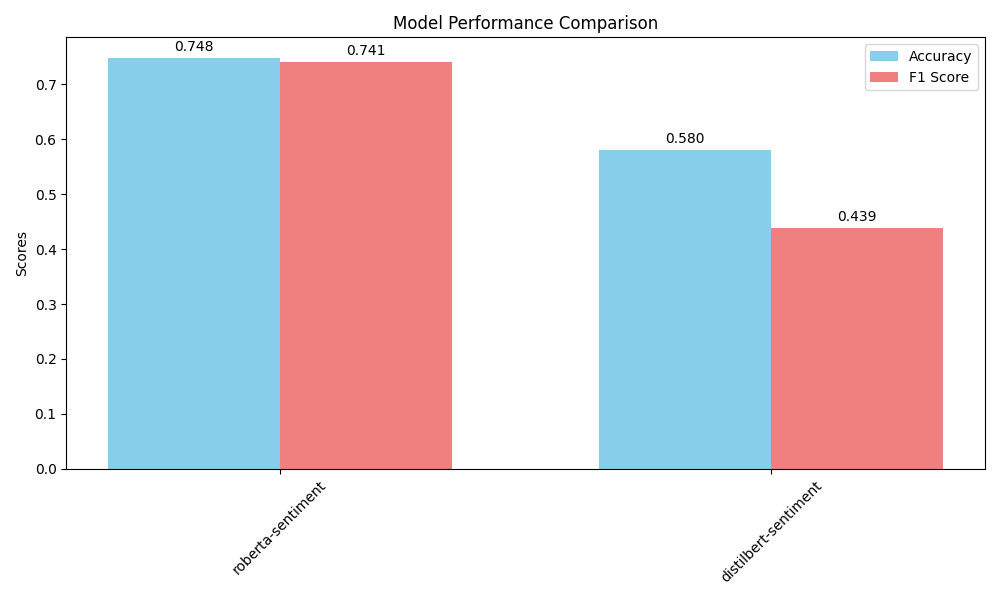 Model Performance Comparison
Accuracy
F1 Score
0.748
0.741
0.580
0.439
Scores
0.7
0.6
0.5
0.4
0.3
0.2
0.1
0.0
roberta-sentiment
distilbert-sentiment